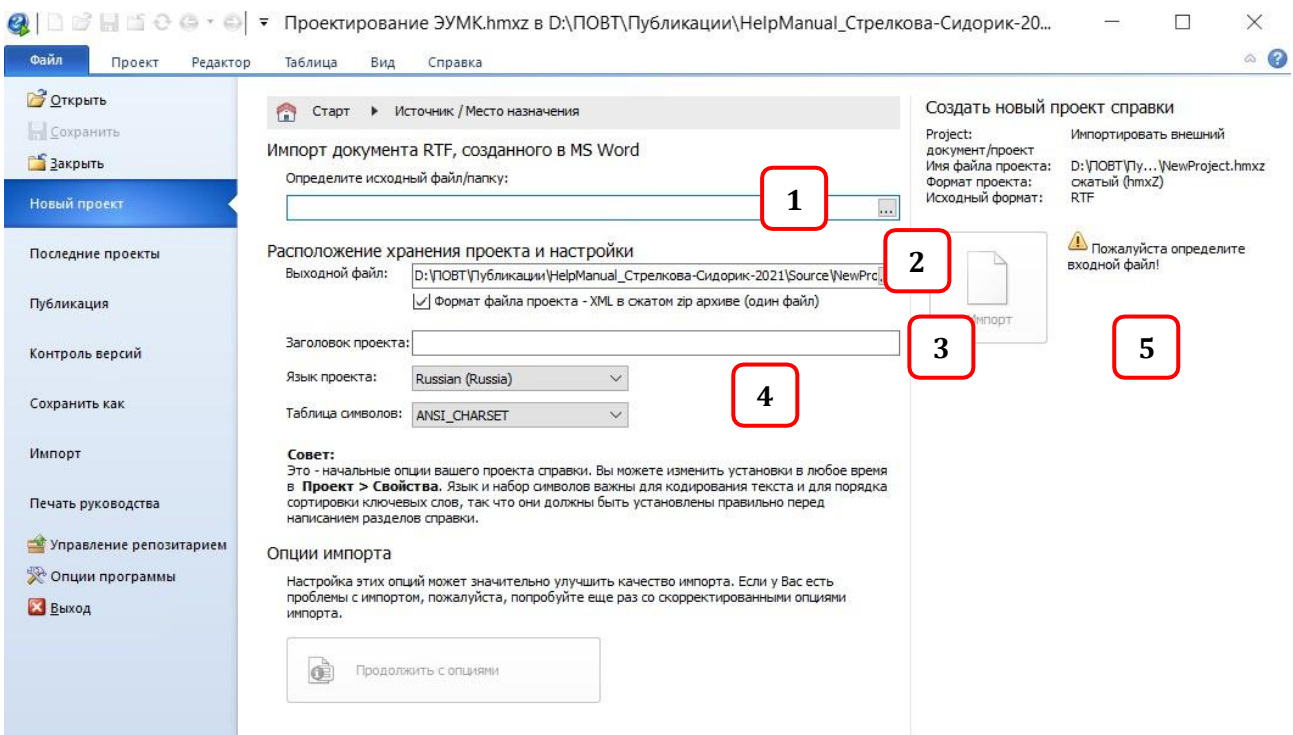 Проектирование ЭУМК.hmxz в D:\ПОВТ\Публикации\HelpManual_Стрелкова-Сидорик-20...
Файл Проект Редактор Таблица Вид Справка
Открыть
Сохранить
Закрыть
Новый проект
Последние проекты
Публикация
Контроль версий
Сохранить как
Импорт
Печать руководства
Управление репозитарием
Опции программы
Выход
Старт Источник / Место назначения
Импорт документа RTF, созданного в MS Word
Определите исходный файл/папку:
1
...
Расположение хранения проекта и настройки
Выходной файл: D:\ПОВТ\Публикации\HelpManual_Стрелкова-Сидорик-2021\Source\NewPro
2
Формат файла проекта - XML в сжатом zip архиве (один файл)
Заголовок проекта:
3
Язык проекта: Russian (Russia)
4
Таблица символов: ANSI_CHARSET
Совет:
Это - начальные опции вашего проекта справки. Вы можете изменить установки в любое время
в Проект > Свойства. Язык и набор символов важны для кодирования текста и для порядка
сортировки ключевых слов, так что они должны быть установлены правильно перед
написанием разделов справки.
Опции импорта
Настройка этих опций может значительно улучшить качество импорта. Если у Вас есть
проблемы с импортом, пожалуйста, попробуйте еще раз со скорректированными опциями
импорта.
Продолжить с опциями
Создать новый проект справки
Project: Импортировать внешний
документ/проект
Имя файла проекта: D:\ПОВТ\Пу...\NewProject.hmxz
Формат проекта: сжатый (hmxZ)
Исходный формат: RTF
Импорт
Пожалуйста определите
входной файл!
5